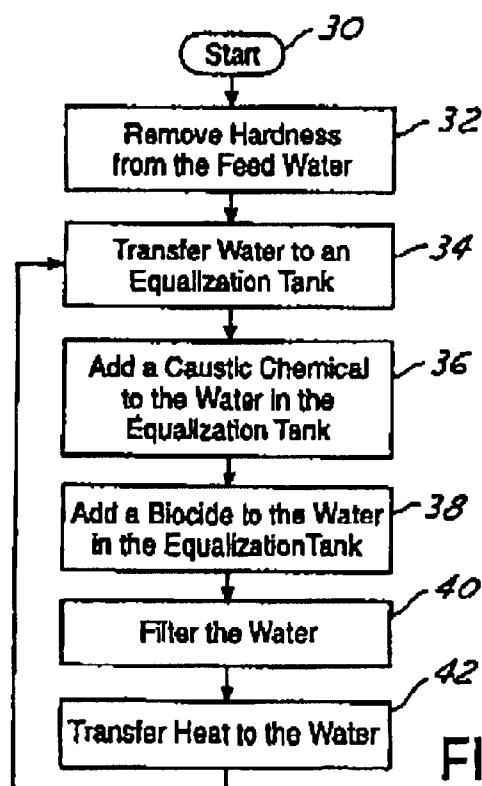 Start
30
Remove Hardness
from the Feed Water
32
Transfer Water to an
Equalization Tank
34
Add a Caustic Chemical
to the Water in the
Equalization Tank
36
Add a Biocide to the Water
in the Equalization Tank
38
Filter the Water
40
Transfer Heat to the Water
42
FI